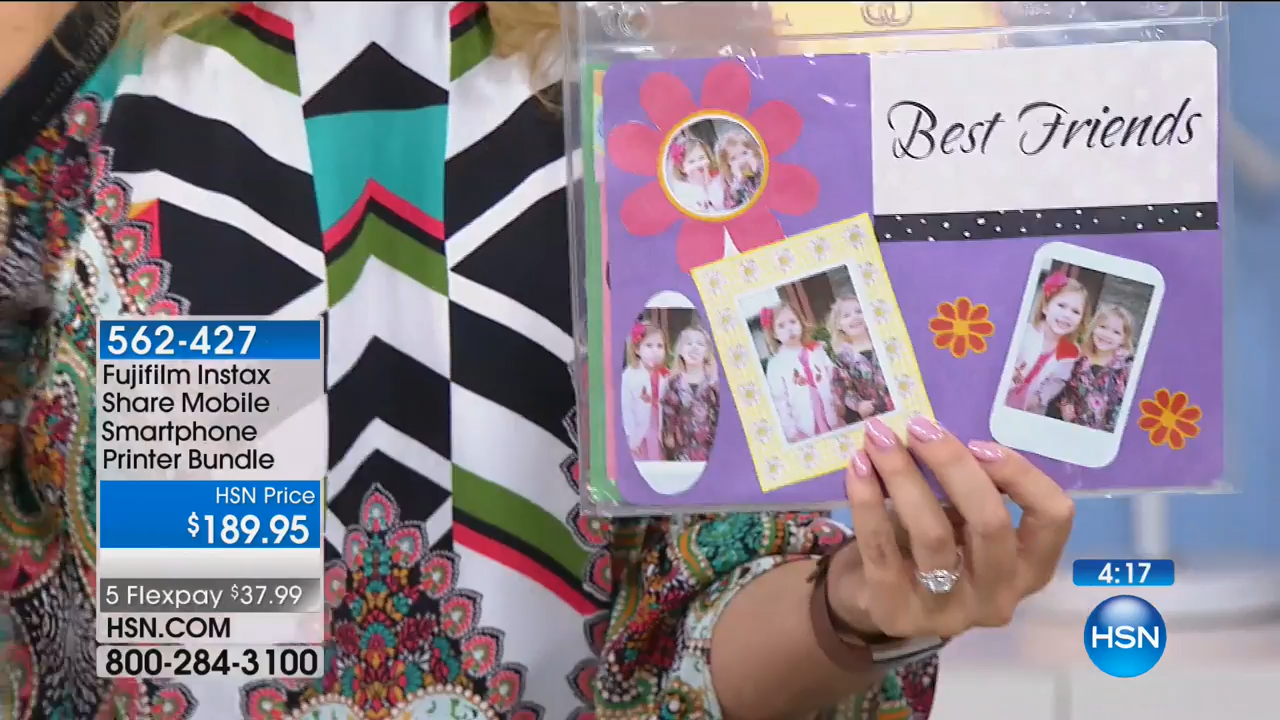 Best Friends
562-427
Fujifilm Instax
Share Mobile
Smartphone
Printer Bundle
HSN Price
$189.95
5 Flexpay $37.99
HSN.COM
800-284-3100
4:17
HSN